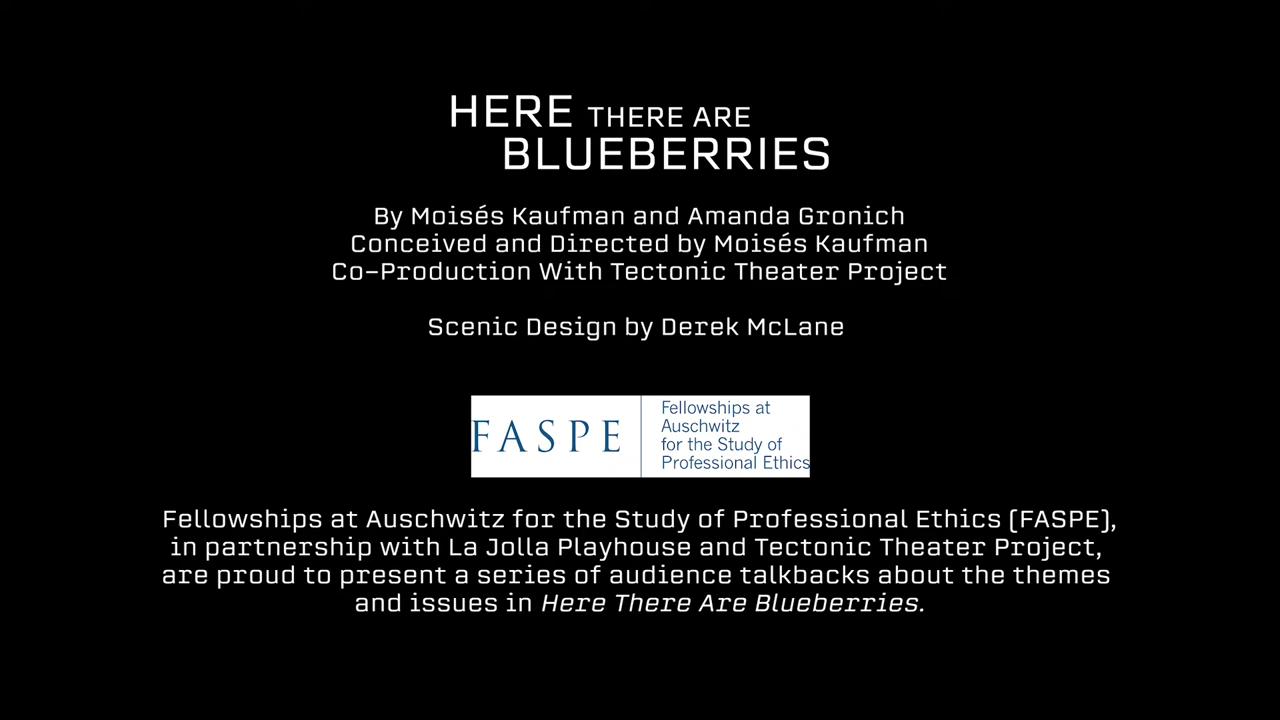 HERE THERE ARE
BLUEBERRIES
By Moisés Kaufman and Amanda Gronich
Conceived and Directed by Moisés Kaufman
Co-Production With Tectonic Theater Project
Scenic Design by Derek McLane
FASPE
Fellowships at
Auschwitz
for the Study of
Professional Ethics
Fellowships at Auschwitz for the Study of Professional Ethics (FASPE),
in partnership with La Jolla Playhouse and Tectonic Theater Project,
are proud to present a series of audience talkbacks about the themes
and issues in Here There Are Blueberries.